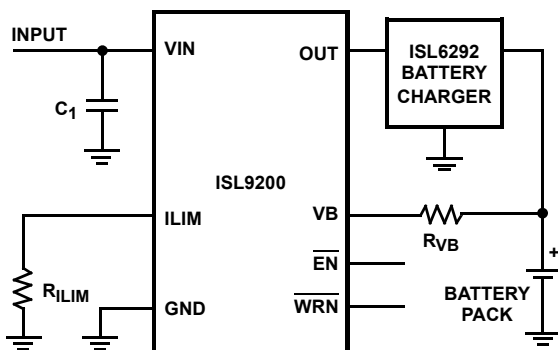 INPUT
VIN
OUT
ISL6292
BATTERY
CHARGER
C1
ISL9200
ILIM
VB
RVB
EN
RILIM
GND
WRN
+
BATTERY
PACK